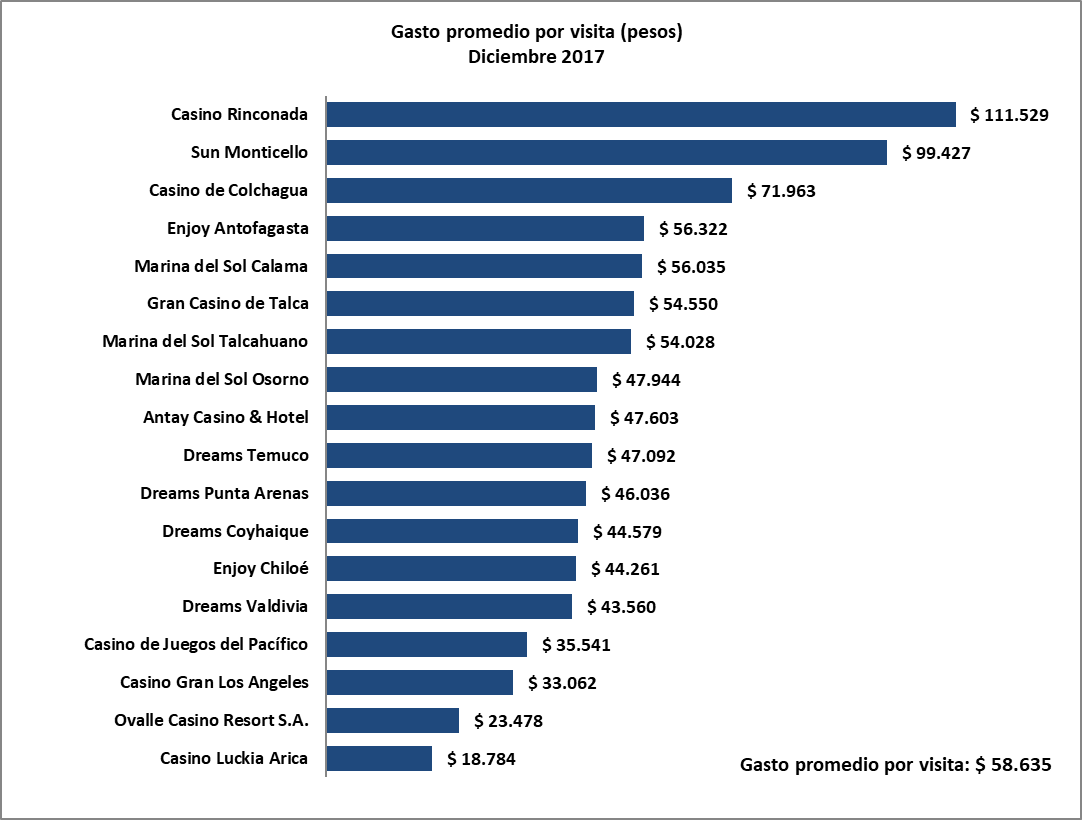 Gasto promedio por visita (pesos)
Diciembre 2017
Casino Rinconada $ 111.529
Sun Monticello $ 99.427
Casino de Colchagua $ 71.963
Enjoy Antofagasta $ 56.322
Marina del Sol Calama $ 56.035
Gran Casino de Talca $ 54.550
Marina del Sol Talcahuano $ 54.028
Marina del Sol Osorno $ 47.944
Antay Casino & Hotel $ 47.603
Dreams Temuco $ 47.092
Dreams Punta Arenas $ 46.036
Dreams Coyhaique $ 44.579
Enjoy Chiloé $ 44.261
Dreams Valdivia $ 43.560
Casino de Juegos del Pacífico $ 35.541
Casino Gran Los Angeles $ 33.062
Ovalle Casino Resort S.A. $ 23.478
Casino Luckia Arica $ 18.784
Gasto promedio por visita: $ 58.635